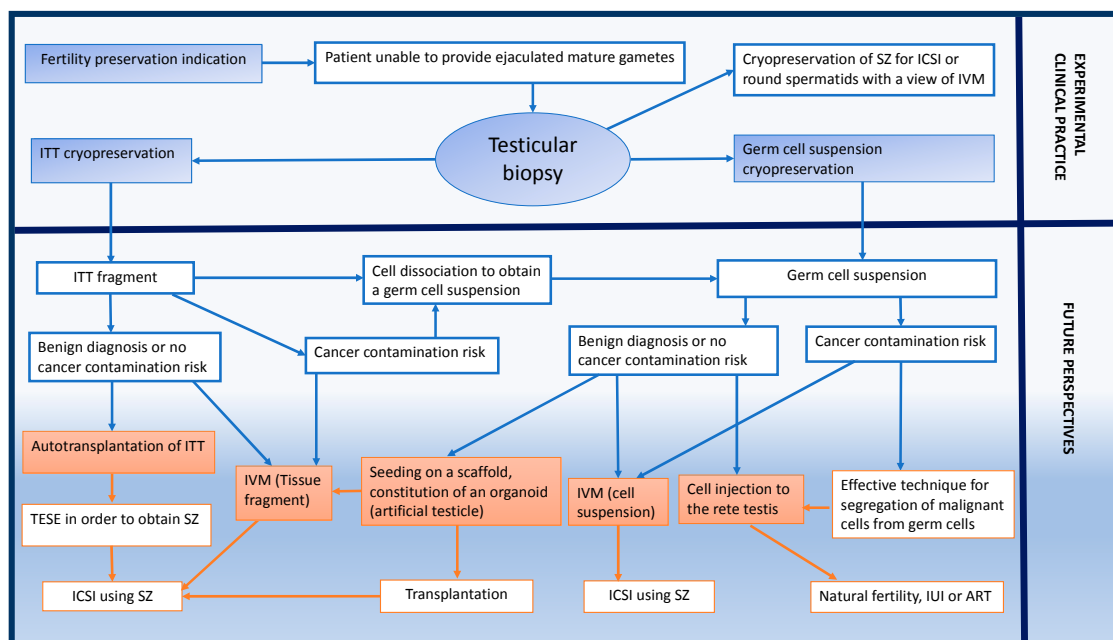 Fertility preservation indication
Patient unable to provide ejaculated mature gametes
Cryopreservation of SZ for ICSI or
round spermatids with a view of IVM
EXPERIMENTAL
CLINICAL PRACTICE
ITT cryopreservation
Testicular
biopsy
Germ cell suspension
cryopreservation
ITT fragment
Cell dissociation to obtain
a germ cell suspension
Germ cell suspension
Benign diagnosis or no
cancer contamination risk
Cancer contamination risk
Benign diagnosis or no
cancer contamination risk
Cancer contamination risk
FUTURE PERSPECTIVES
Autotransplantation of ITT
IVM (Tissue
fragment)
Seeding on a scaffold,
constitution of an organoid
(artificial testicle)
IVM (cell
suspension)
Cell injection to
the rete testis
Effective technique for
segregation of malignant
cells from germ cells
TESE in order to obtain SZ
ICSI using SZ
Transplantation
ICSI using SZ
Natural fertility, IUI or ART